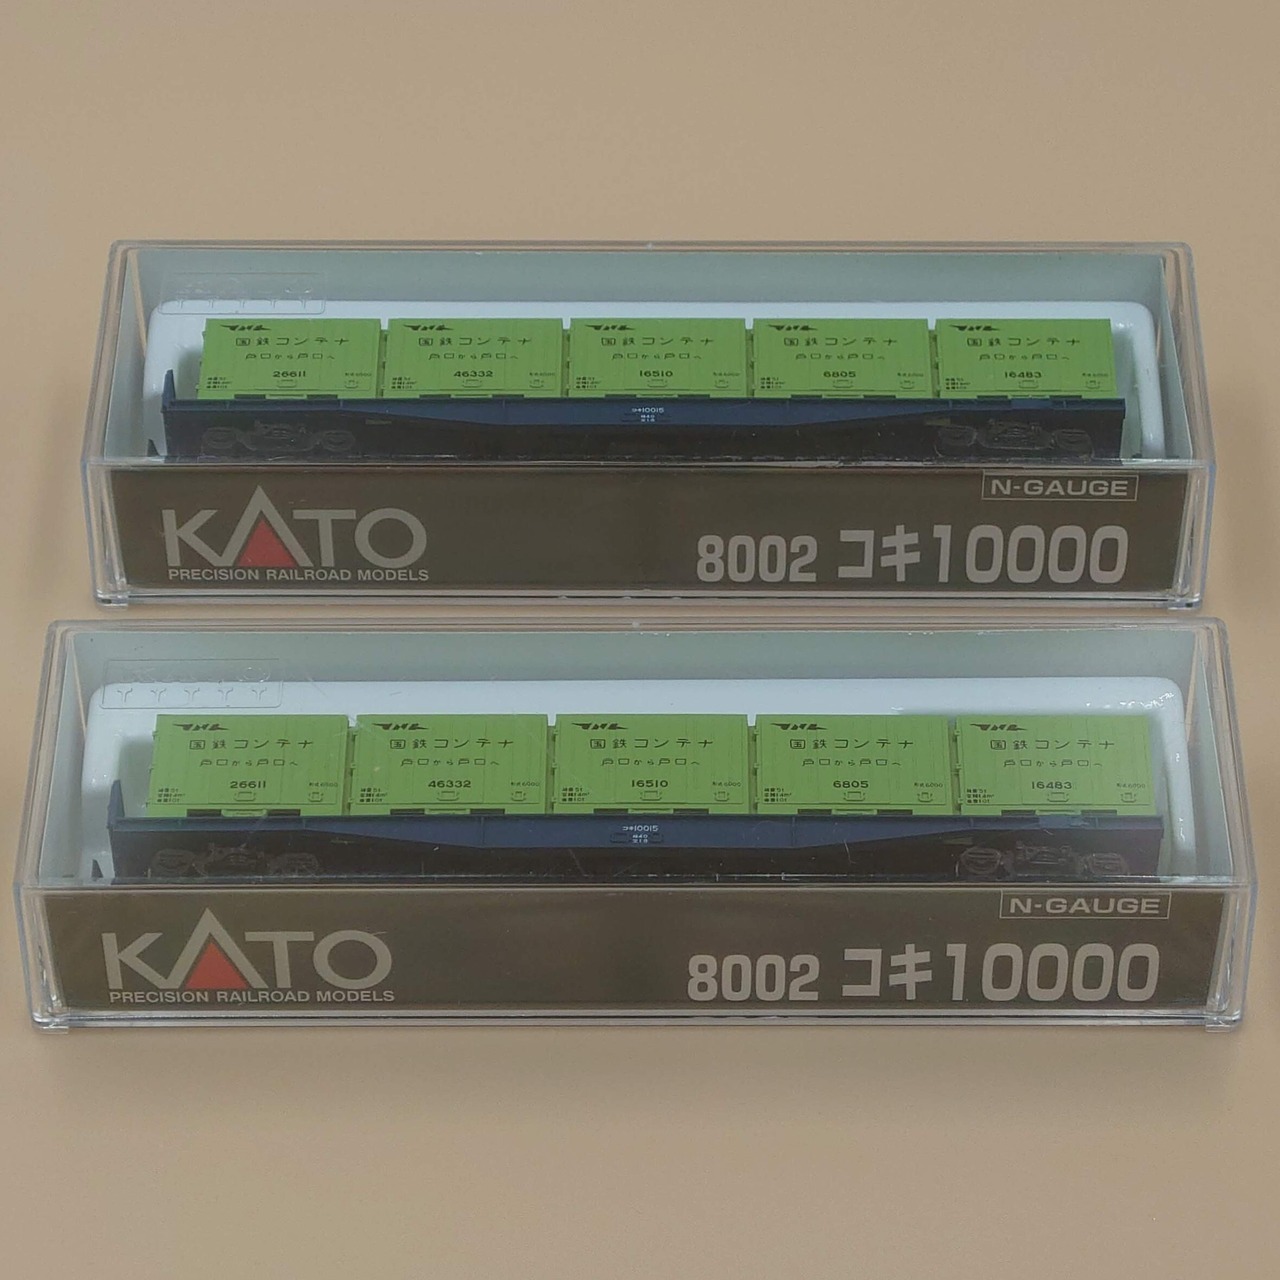 国鉄コンテナ 国鉄コンテナ 国鉄コンテナ 国鉄コンテナ 国鉄コンテナ
戸口から戸口へ 戸口から戸口へ 戸口から戸口へ 戸口から戸口へ 戸口から戸口へ
26611 46332 16510 6805 16483
コキ10015
N-GAUGE
KATO
8002 コキ10000
PRECISION RAILROAD MODELS
国鉄コンテナ 国鉄コンテナ 国鉄コンテナ 国鉄コンテナ 国鉄コンテナ
戸口から戸口へ 戸口から戸口へ 戸口から戸口へ 戸口から戸口へ 戸口から戸口へ
26611 46332 16510 6805 16483
コキ10015
N-GAUGE
KATO
8002 コキ10000
PRECISION RAILROAD MODELS